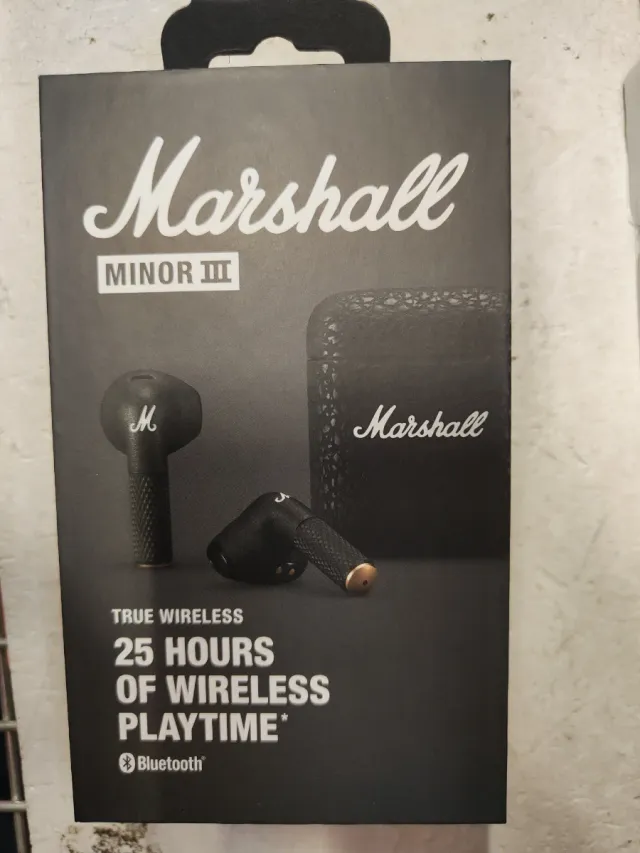 Marshall
MINOR III
M
Marshall
TRUE WIRELESS
25 HOURS
OF WIRELESS
PLAYTIME*
Bluetooth®